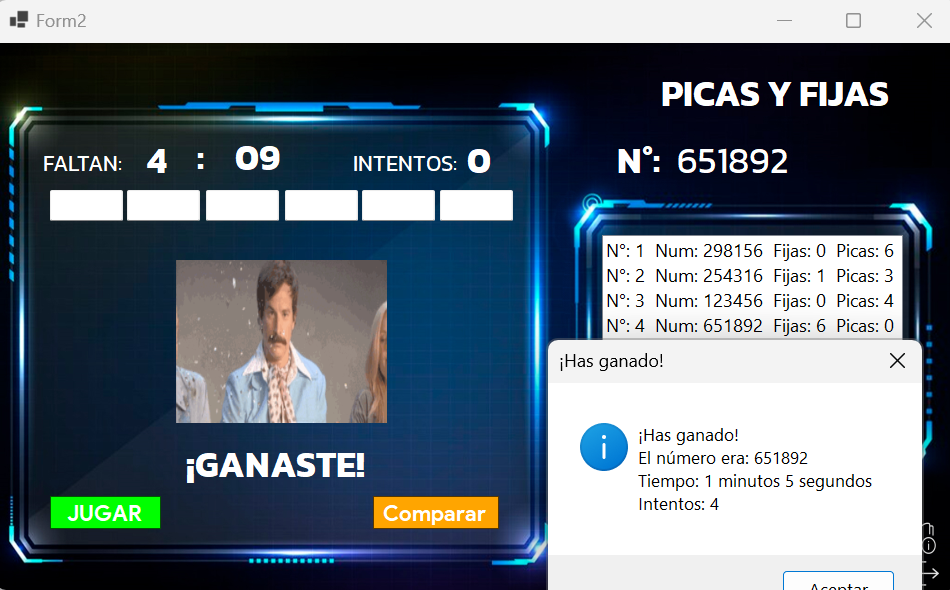 Form2
PICAS Y FIJAS
FALTAN: 4 : 09 INTENTOS: 0
N°: 651892
N°: 1 Num: 298156 Fijas: 0 Picas: 6
N°: 2 Num: 254316 Fijas: 1 Picas: 3
N°: 3 Num: 123456 Fijas: 0 Picas: 4
N°: 4 Num: 651892 Fijas: 6 Picas: 0
¡GANASTE!
JUGAR
Comparar
¡Has ganado!
¡Has ganado!
El número era: 651892
Tiempo: 1 minutos 5 segundos
Intentos: 4
Aceptar